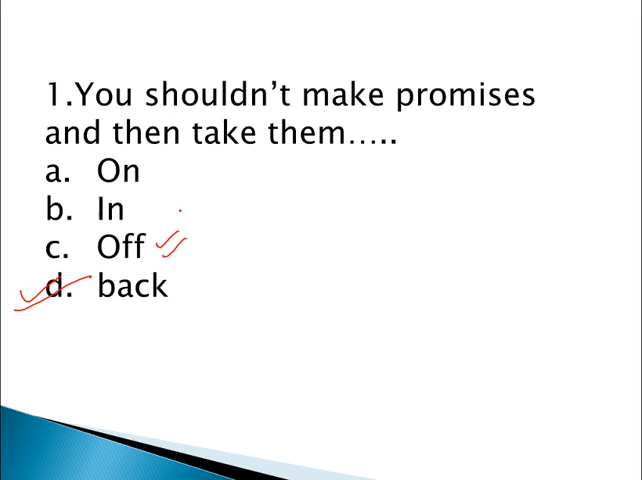 1.You shouldn’t make promises
and then take them…..
a. On
b. In
c. Off
d. back